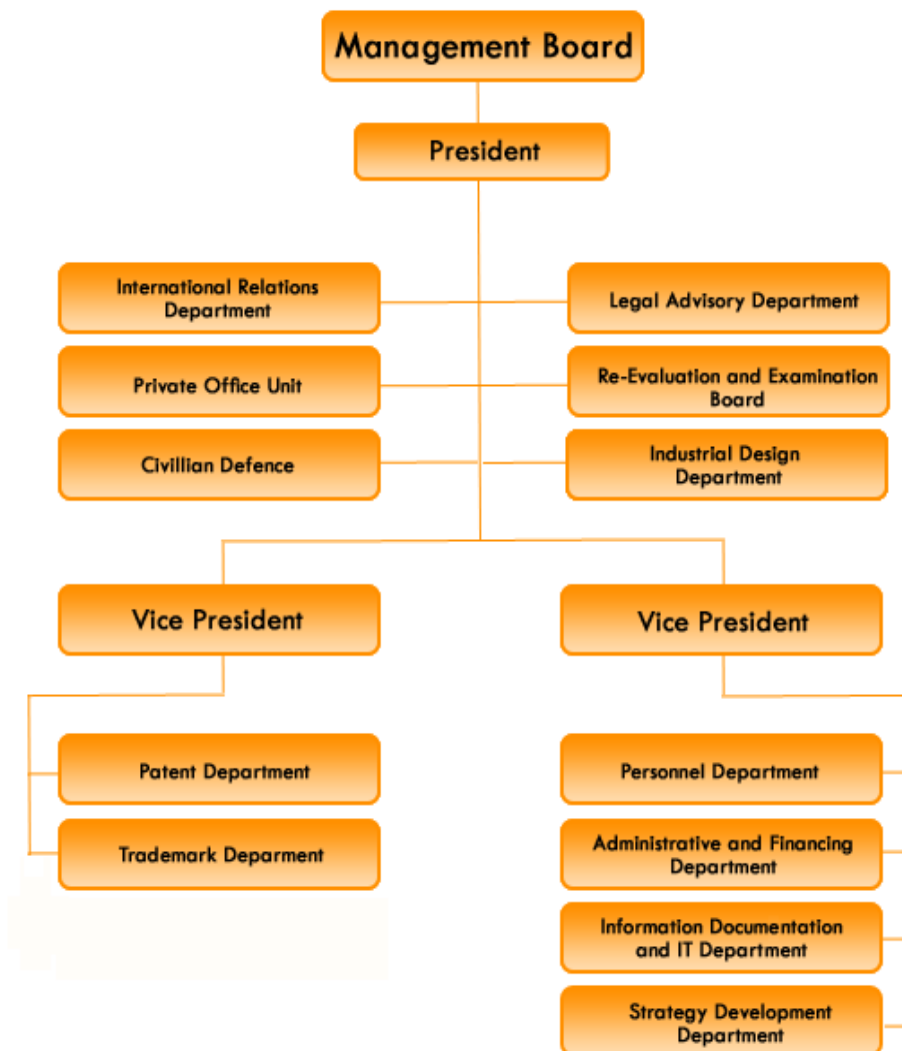 Management Board
President
International Relations
Department
Legal Advisory Department
Private Office Unit
Re-Evaluation and Examination
Board
Civillian Defence
Industrial Design
Department
Vice President
Vice President
Patent Department
Trademark Deparment
Personnel Department
Administrative and Financing
Department
Information Documentation
and IT Department
Strategy Development
Department